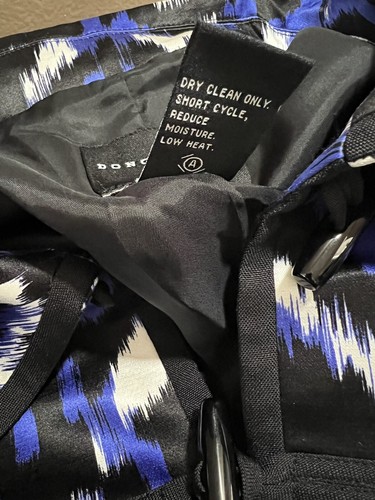 DRY CLEAN ONLY.
SHORT CYCLE,
REDUCE
MOISTURE.
LOW HEAT.
A